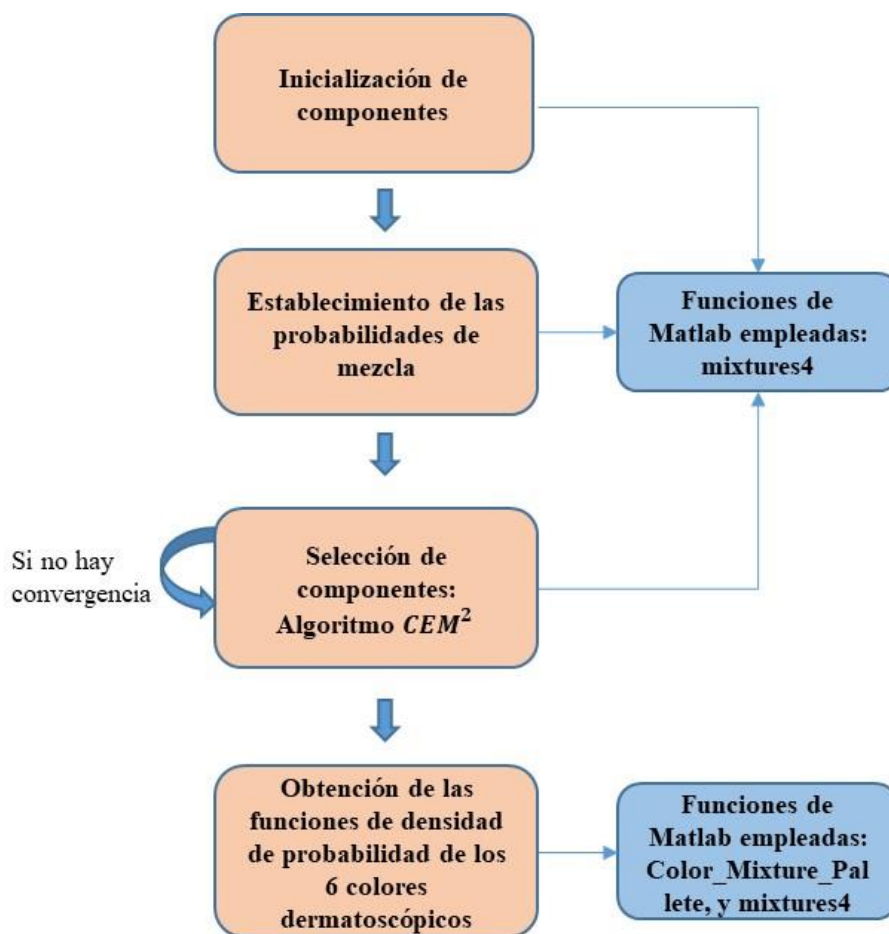 Inicialización de
componentes
Establecimiento de las
probabilidades de
mezcla
Funciones de
Matlab empleadas:
mixtures4
Si no hay
convergencia
Selección de
componentes:
Algoritmo CEM²
Obtención de las
funciones de densidad
de probabilidad de los
6 colores
dermatoscópicos
Funciones de
Matlab empleadas:
Color_Mixture_Pal
lete, y mixtures4